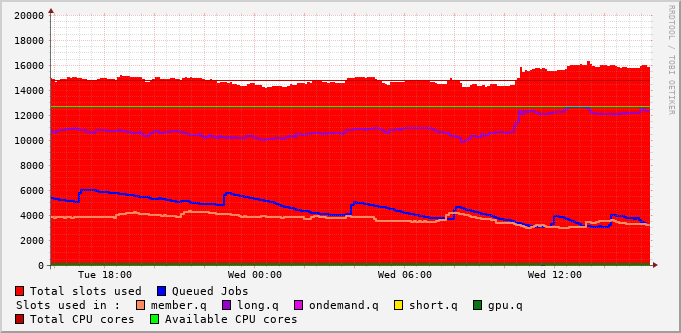 20000
18000
16000
14000
12000
10000
8000
6000
4000
2000
0
Tue 18:00 Wed 00:00 Wed 06:00 Wed 12:00
RRDTOOL / TOBI OETIKER
Total slots used Queued Jobs
Slots used in : member.q long.q ondemand.q short.q gpu.q
Total CPU cores Available CPU cores